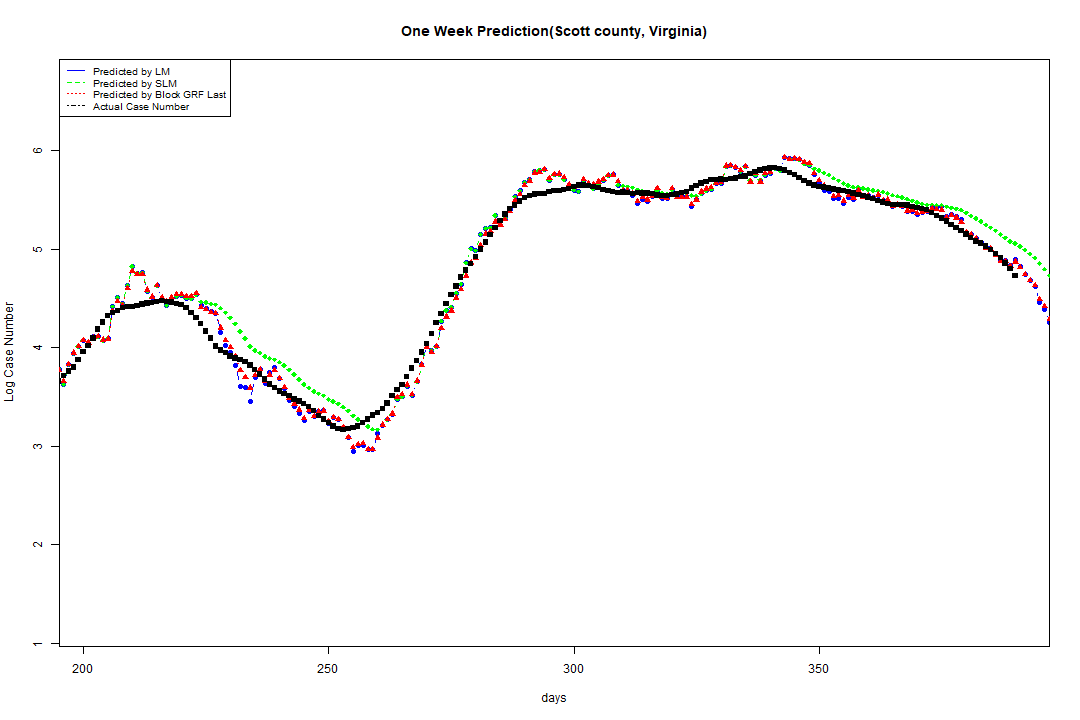 One Week Prediction(Scott county, Virginia)
Predicted by LM
Predicted by SLM
Predicted by Block GRF Last
Actual Case Number
6
5
4
3
2
1
Log Case Number
200
250
300
350
days